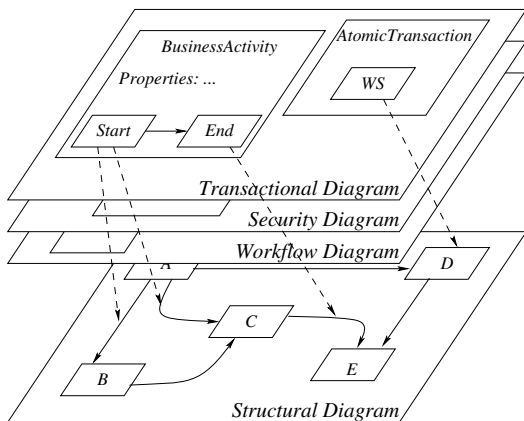 BusinessActivity
AtomicTransaction
Properties: ...
WS
Start
End
Transactional Diagram
Security Diagram
Workflow Diagram
A
D
C
B
E
Structural Diagram